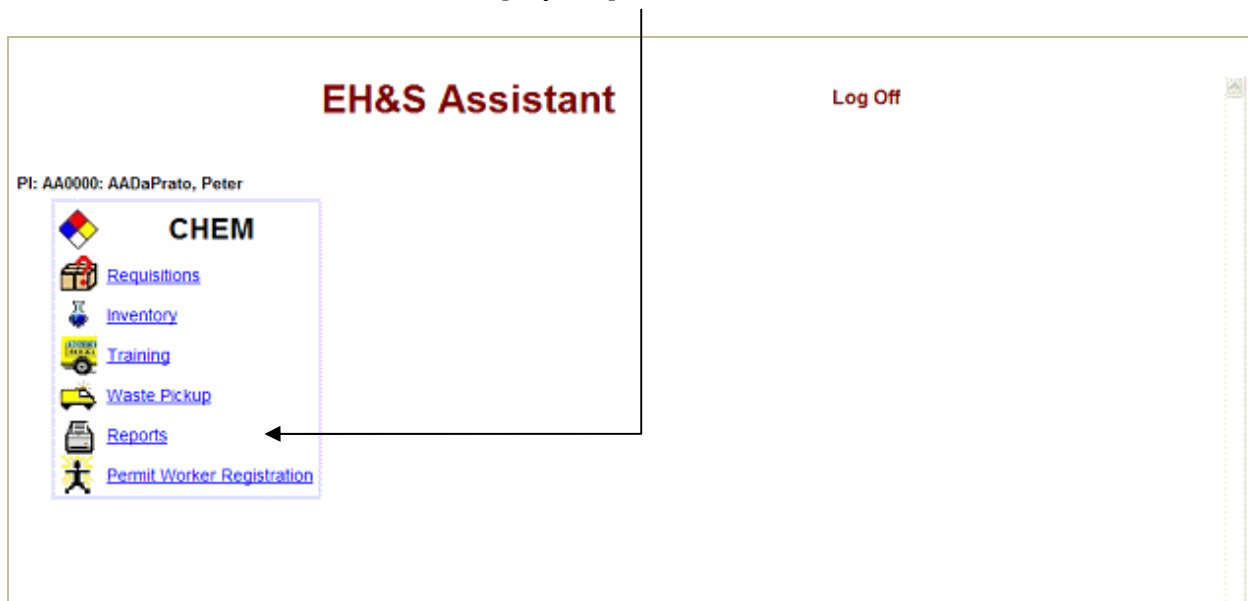 EH&S Assistant
Log Off
PI: AA0000: AADaPrato, Peter
CHEM
Requisitions
Inventory
Training
Waste Pickup
Reports
Permit Worker Registration